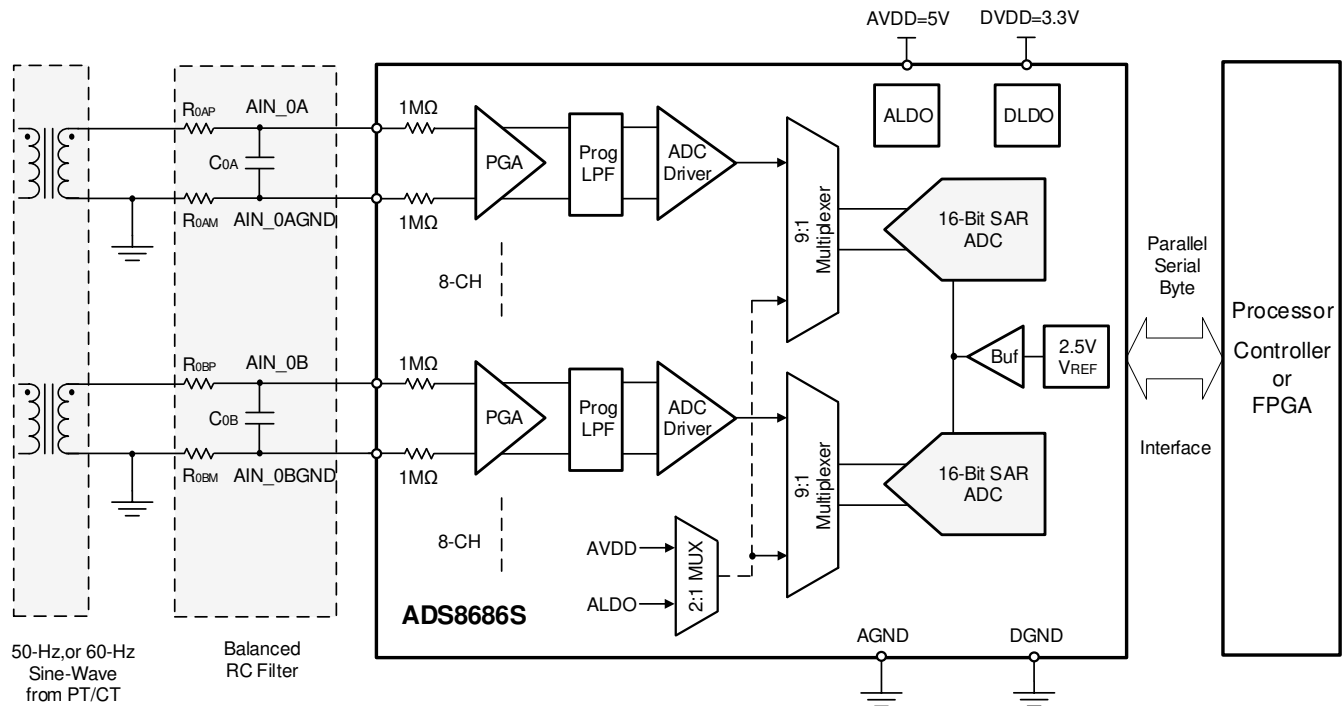 AVDD=5V
DVDD=3.3V
R0AP
AIN_0A
1MΩ
C0A
PGA
Prog
LPF
ADC
Driver
ALDO
DLDO
9:1
Multiplexer
16-Bit SAR
ADC
R0AM
AIN_0AGND
1MΩ
8-CH
Parallel
Serial
Byte
Interface
Processor
Controller
or
FPGA
Buf
2.5V
VREF
R0BP
AIN_0B
1MΩ
C0B
PGA
Prog
LPF
ADC
Driver
9:1
Multiplexer
16-Bit SAR
ADC
R0BM
AIN_0BGND
1MΩ
8-CH
AVDD
ALDO
2:1 MUX
ADS8686S
AGND
DGND
50-Hz,or 60-Hz
Sine-Wave
from PT/CT
Balanced
RC Filter